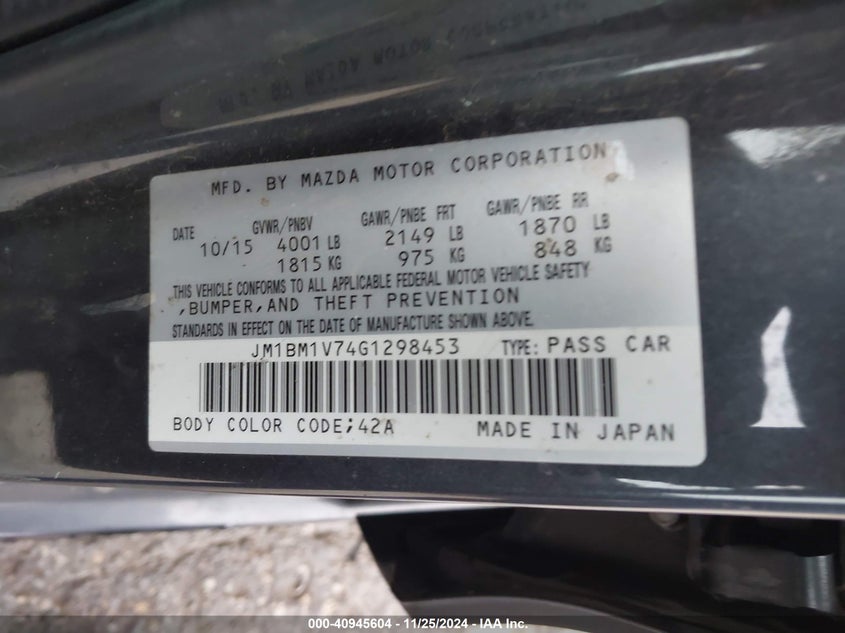 MFD. BY MAZDA MOTOR CORPORATION
DATE GVWR/PNBV GAWR/PNBE FRT GAWR/PNBE RR
10/15 4001 LB 2149 LB 1870 LB
1815 KG 975 KG 848 KG
THIS VEHICLE CONFORMS TO ALL APPLICABLE FEDERAL MOTOR VEHICLE SAFETY
,BUMPER,AND THEFT PREVENTION
STANDARDS IN EFFECT ON THE DATE OF MANUFACTURE SHOWN ABOVE.
JM1BM1V74G1298453 TYPE: PASS CAR
BODY COLOR CODE;42A MADE IN JAPAN
000-40945604 - 11/25/2024 - IAA Inc.